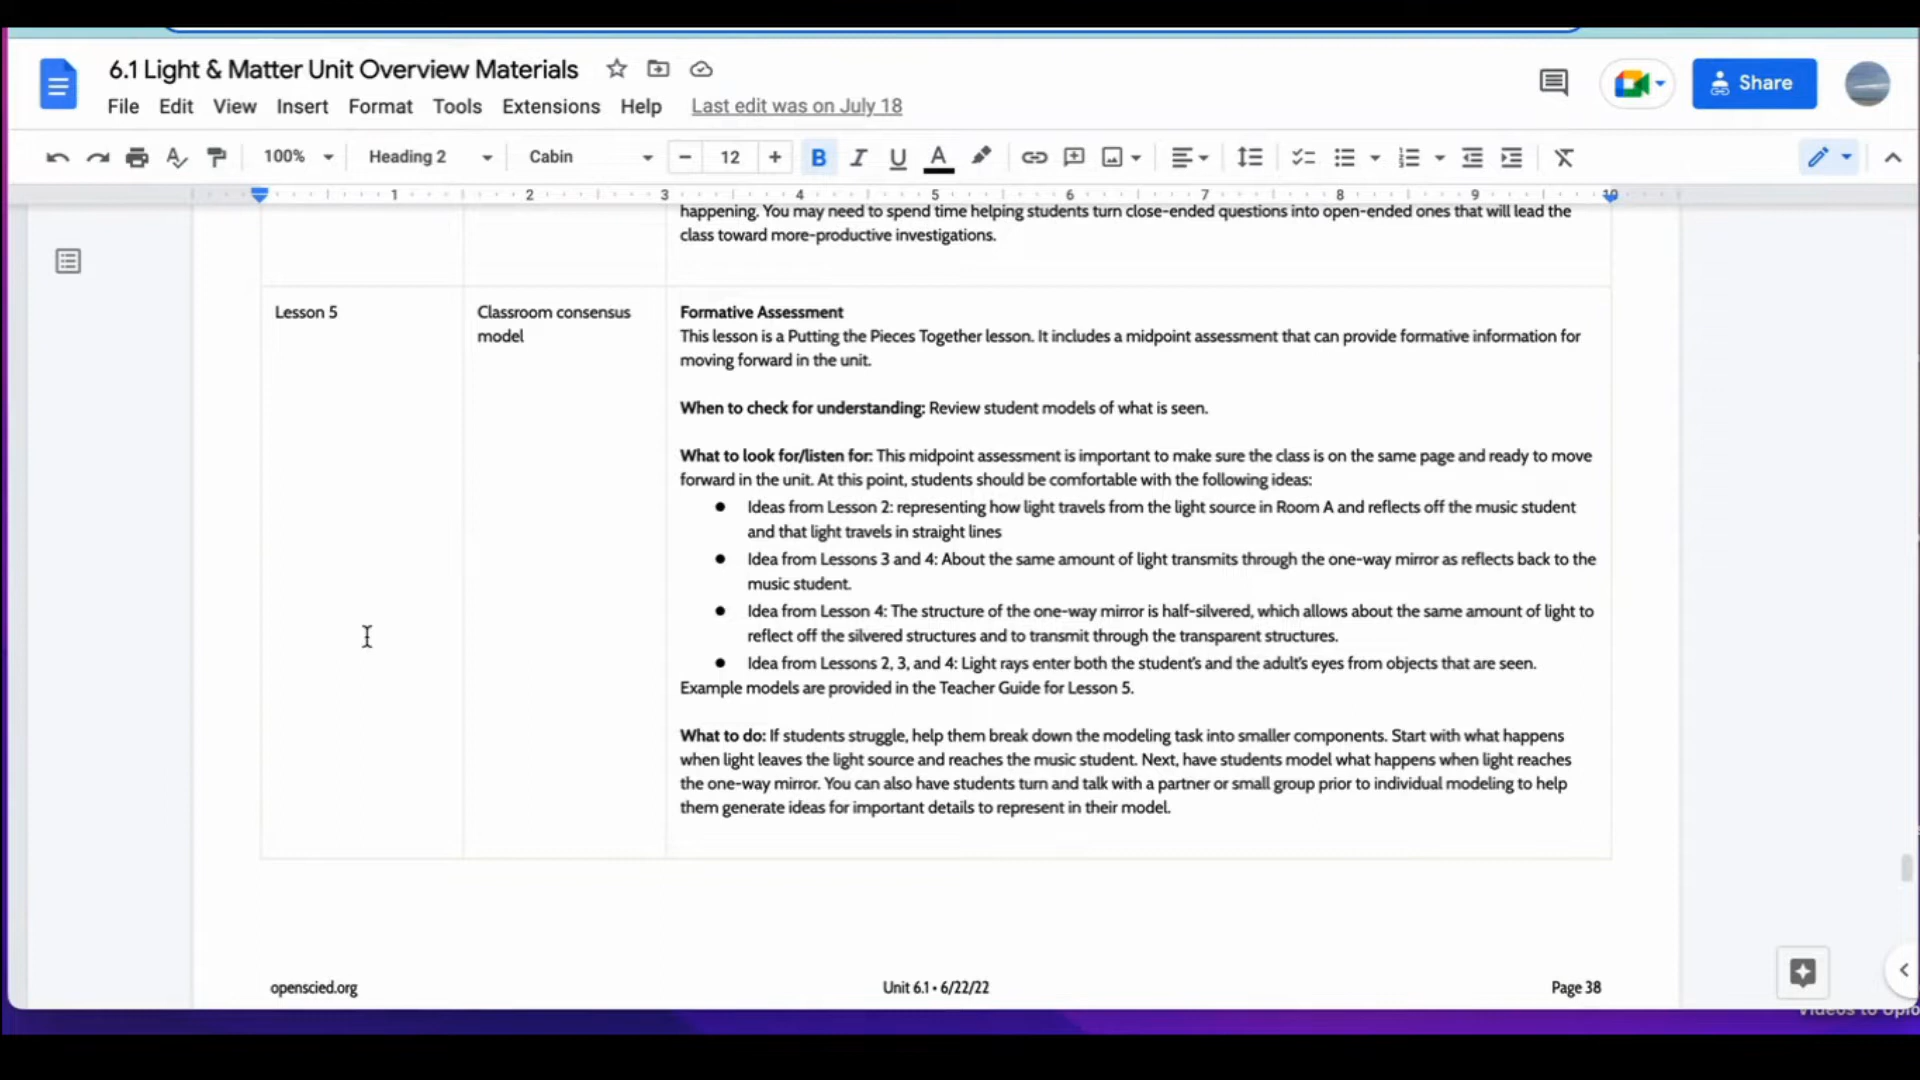 6.1 Light & Matter Unit Overview Materials
Share
File Edit View Insert Format Tools Extensions Help Last edit was on July 18
100% Heading 2 Cabin 12 B I U A
1 2 3 4 5 6 7 8 9 10
happening. You may need to spend time helping students turn close-ended questions into open-ended ones that will lead the
class toward more-productive investigations.
Lesson 5
Classroom consensus
model
Formative Assessment
This lesson is a Putting the Pieces Together lesson. It includes a midpoint assessment that can provide formative information for
moving forward in the unit.
When to check for understanding: Review student models of what is seen.
What to look for/listen for: This midpoint assessment is important to make sure the class is on the same page and ready to move
forward in the unit. At this point, students should be comfortable with the following ideas:
● Ideas from Lesson 2: representing how light travels from the light source in Room A and reflects off the music student
and that light travels in straight lines
● Idea from Lessons 3 and 4: About the same amount of light transmits through the one-way mirror as reflects back to the
music student.
● Idea from Lesson 4: The structure of the one-way mirror is half-silvered, which allows about the same amount of light to
reflect off the silvered structures and to transmit through the transparent structures.
● Idea from Lessons 2, 3, and 4: Light rays enter both the student's and the adult's eyes from objects that are seen.
Example models are provided in the Teacher Guide for Lesson 5.
What to do: If students struggle, help them break down the modeling task into smaller components. Start with what happens
when light leaves the light source and reaches the music student. Next, have students model what happens when light reaches
the one-way mirror. You can also have students turn and talk with a partner or small group prior to individual modeling to help
them generate ideas for important details to represent in their model.
openscied.org
Unit 6.1 • 6/22/22
Page 38
Videos to